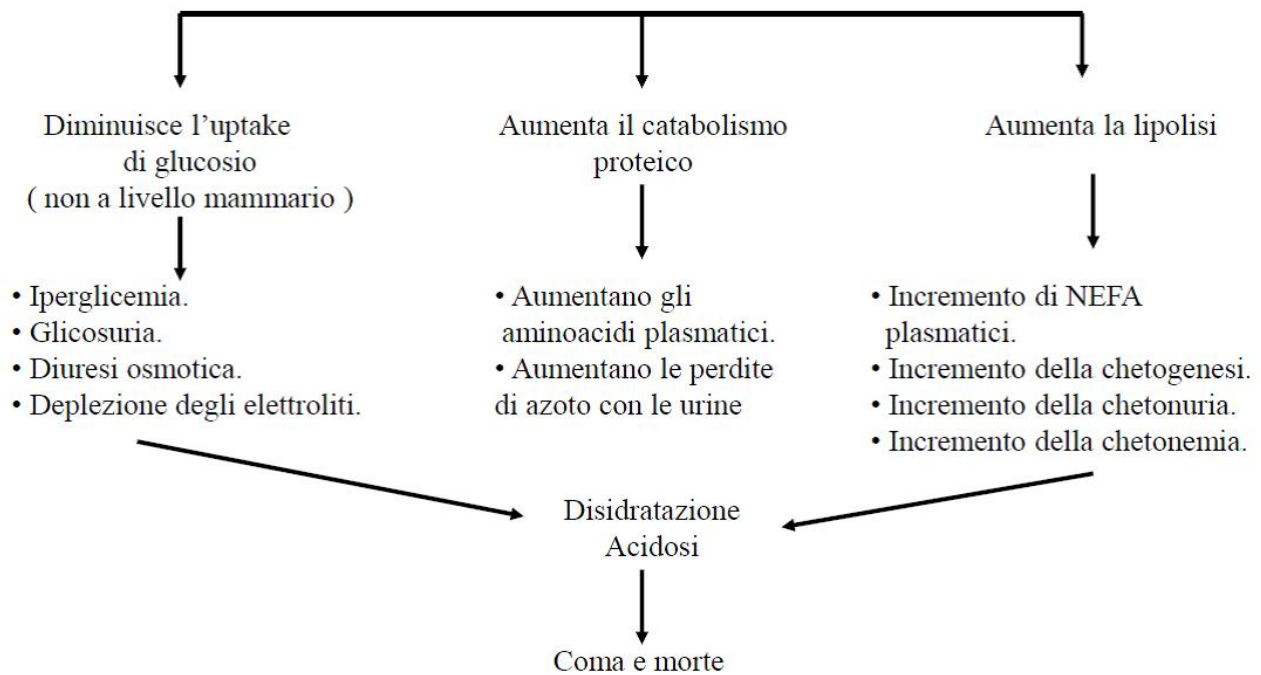 Diminuisce l’uptake
di glucosio
( non a livello mammario )
• Iperglicemia.
• Glicosuria.
• Diuresi osmotica.
• Deplezione degli elettroliti.
Aumenta il catabolismo
proteico
• Aumentano gli
aminoacidi plasmatici.
• Aumentano le perdite
di azoto con le urine
Aumenta la lipolisi
• Incremento di NEFA
plasmatici.
• Incremento della chetogenesi.
• Incremento della chetonuria.
• Incremento della chetonemia.
Disidratazione
Acidosi
Coma e morte